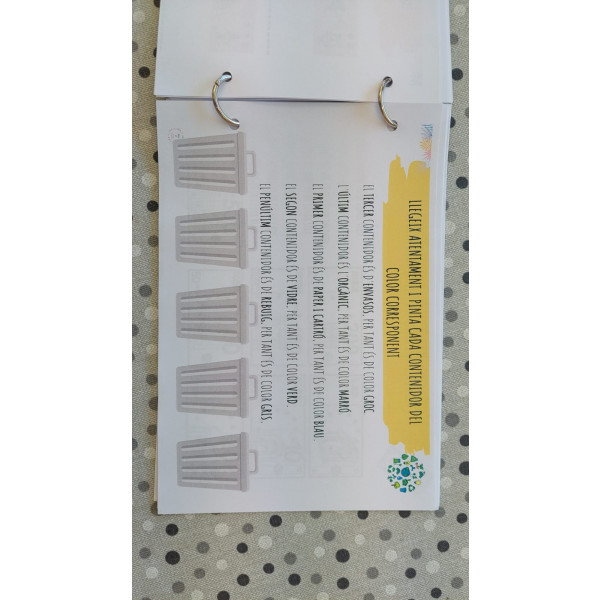 LLEGEIX ATENTAMENT I PINTA CADA CONTENIDOR DEL
COLOR CORRESPONENT
EL TERCER CONTENIDOR ÉS D'ENVASOS, PER TANT ÉS DE COLOR GROC
L'ÚLTIM CONTENIDOR ÉS L'ORGÀNIC, PER TANT ÉS DE COLOR MARRÓ
EL PRIMER CONTENIDOR ÉS DE PAPER I CARTRÓ, PER TANT ÉS DE COLOR BLAU.
EL SEGON CONTENIDOR ÉS DE VIDRE, PER TANT ÉS DE COLOR VERD.
EL PENÚLTIM CONTENIDOR ÉS DE REBUIG, PER TANT ÉS DE COLOR GRIS.